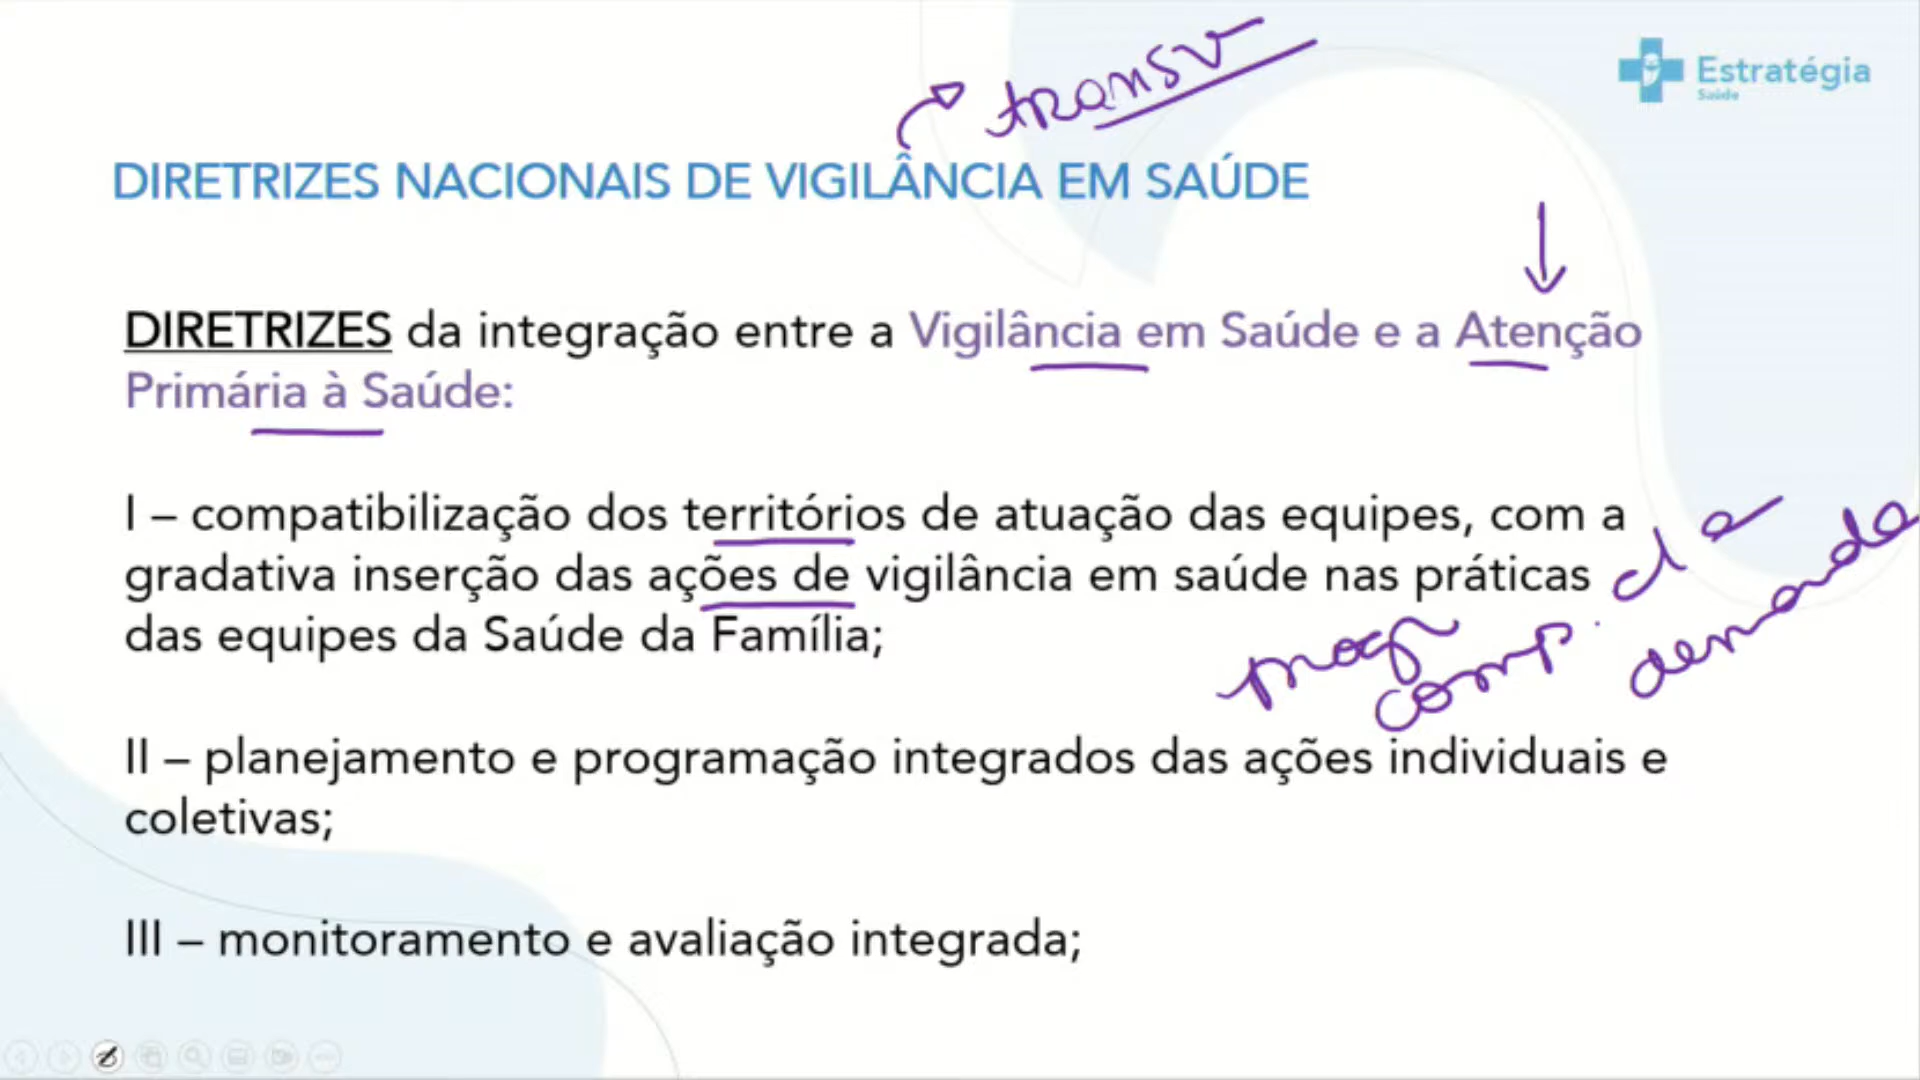 transv
Estratégia
Saúde
DIRETRIZES NACIONAIS DE VIGILÂNCIA EM SAÚDE
DIRETRIZES da integração entre a Vigilância em Saúde e a Atenção
Primária à Saúde:
I – compatibilização dos territórios de atuação das equipes, com a
gradativa inserção das ações de vigilância em saúde nas práticas
das equipes da Saúde da Família;
comp.
demanda
II – planejamento e programação integrados das ações individuais e
coletivas;
III – monitoramento e avaliação integrada;